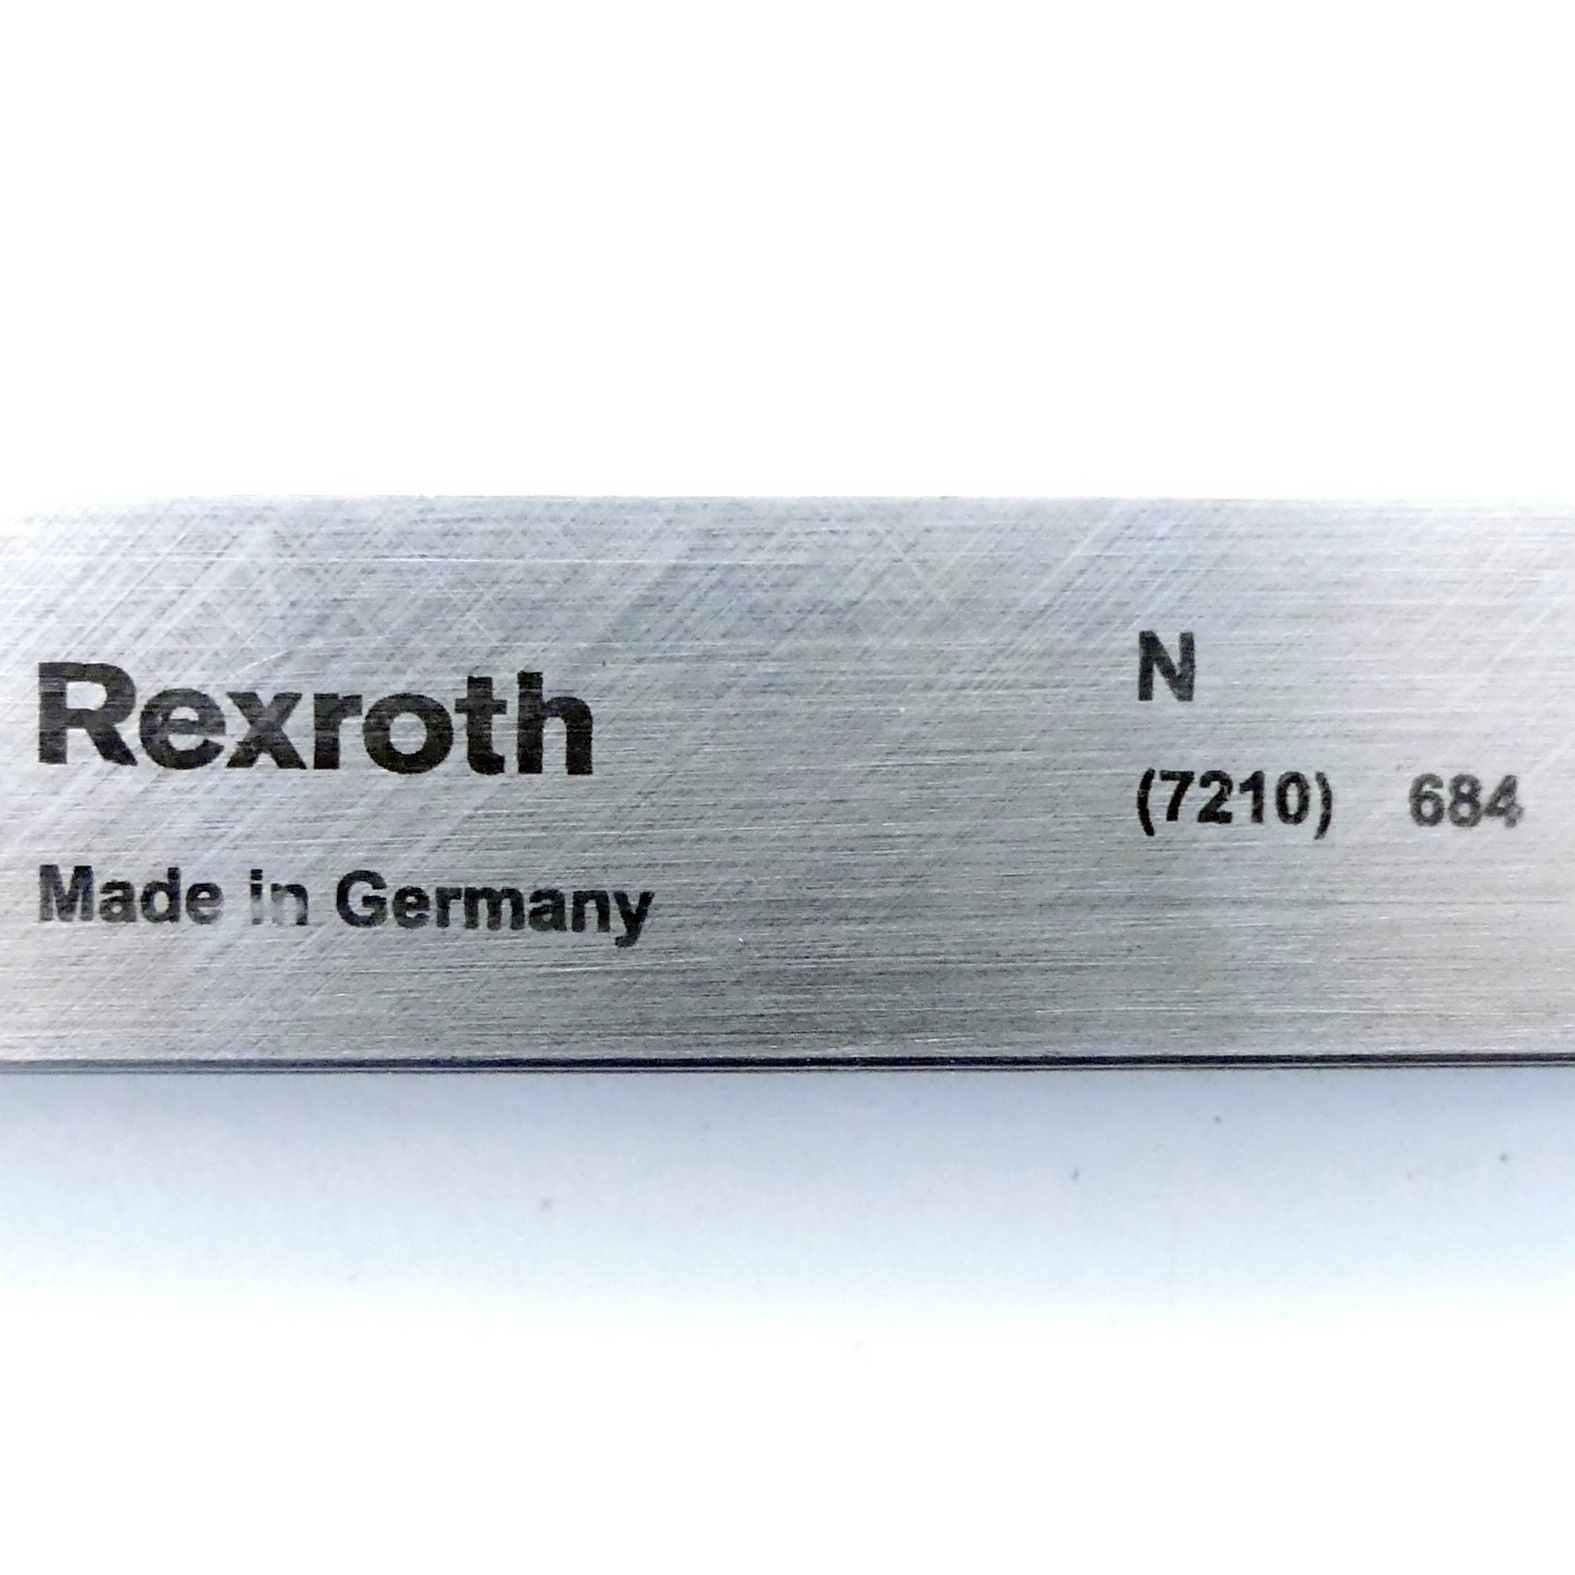 Rexroth
Made in Germany
N
(7210) 684